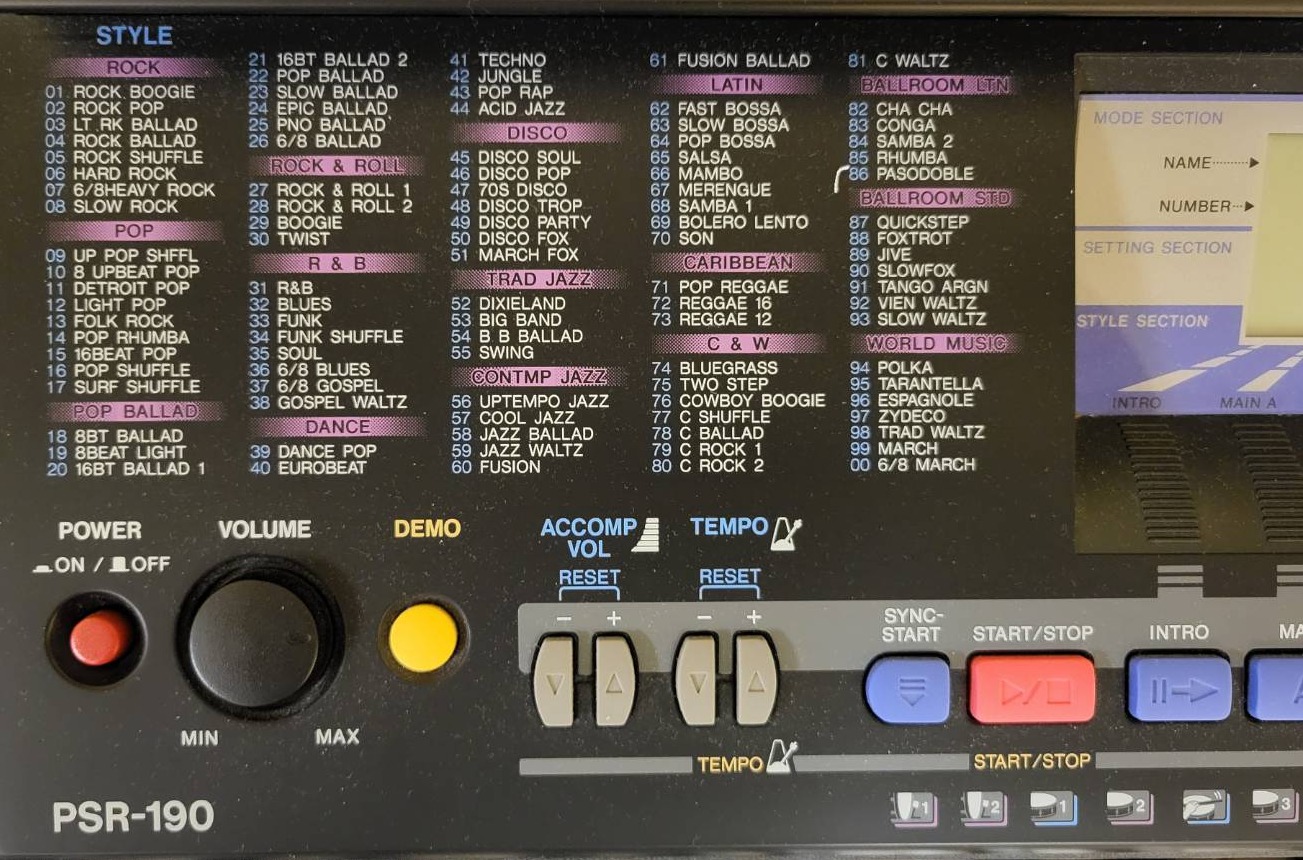 STYLE
ROCK
01 ROCK BOOGIE
02 ROCK POP
03 LT RK BALLAD
04 ROCK BALLAD
05 ROCK SHUFFLE
06 HARD ROCK
07 6/8HEAVY ROCK
08 SLOW ROCK
POP
09 UP POP SHFFL
10 8 UPBEAT POP
11 DETROIT POP
12 LIGHT POP
13 FOLK ROCK
14 POP RHUMBA
15 16BEAT POP
16 POP SHUFFLE
17 SURF SHUFFLE
POP BALLAD
18 8BT BALLAD
19 8BEAT LIGHT
20 16BT BALLAD 1
21 16BT BALLAD 2
22 POP BALLAD
23 SLOW BALLAD
24 EPIC BALLAD
25 PNO BALLAD
26 6/8 BALLAD
ROCK & ROLL
27 ROCK & ROLL 1
28 ROCK & ROLL 2
29 BOOGIE
30 TWIST
R & B
31 R&B
32 BLUES
33 FUNK
34 FUNK SHUFFLE
35 SOUL
36 6/8 BLUES
37 6/8 GOSPEL
38 GOSPEL WALTZ
DANCE
39 DANCE POP
40 EUROBEAT
41 TECHNO
42 JUNGLE
43 POP RAP
44 ACID JAZZ
DISCO
45 DISCO SOUL
46 DISCO POP
47 70S DISCO
48 DISCO TROP
49 DISCO PARTY
50 DISCO FOX
51 MARCH FOX
TRAD JAZZ
52 DIXIELAND
53 BIG BAND
54 B B BALLAD
55 SWING
CONTMP JAZZ
56 UPTEMPO JAZZ
57 COOL JAZZ
58 JAZZ BALLAD
59 JAZZ WALTZ
60 FUSION
61 FUSION BALLAD
LATIN
62 FAST BOSSA
63 SLOW BOSSA
64 POP BOSSA
65 SALSA
66 MAMBO
67 MERENGUE
68 SAMBA 1
69 BOLERO LENTO
70 SON
CARIBBEAN
71 POP REGGAE
72 REGGAE 16
73 REGGAE 12
C & W
74 BLUEGRASS
75 TWO STEP
76 COWBOY BOOGIE
77 C SHUFFLE
78 C BALLAD
79 C ROCK 1
80 C ROCK 2
81 C WALTZ
BALLROOM LTN
82 CHA CHA
83 CONGA
84 SAMBA 2
85 RHUMBA
86 PASODOBLE
BALLROOM STD
87 QUICKSTEP
88 FOXTROT
89 JIVE
90 SLOWFOX
91 TANGO ARGN
92 VIEN WALTZ
93 SLOW WALTZ
WORLD MUSIC
94 POLKA
95 TARANTELLA
96 ESPAGNOLE
97 ZYDECO
98 TRAD WALTZ
99 MARCH
00 6/8 MARCH
MODE SECTION
NAME
NUMBER
SETTING SECTION
STYLE SECTION
INTRO MAIN A
POWER
ON / OFF
VOLUME
MIN MAX
DEMO
ACCOMP
VOL
RESET
- +
TEMPO
RESET
- +
SYNC-
START
START/STOP
INTRO
MA
A
TEMPO
START/STOP
PSR-190
1 2 1 2 3